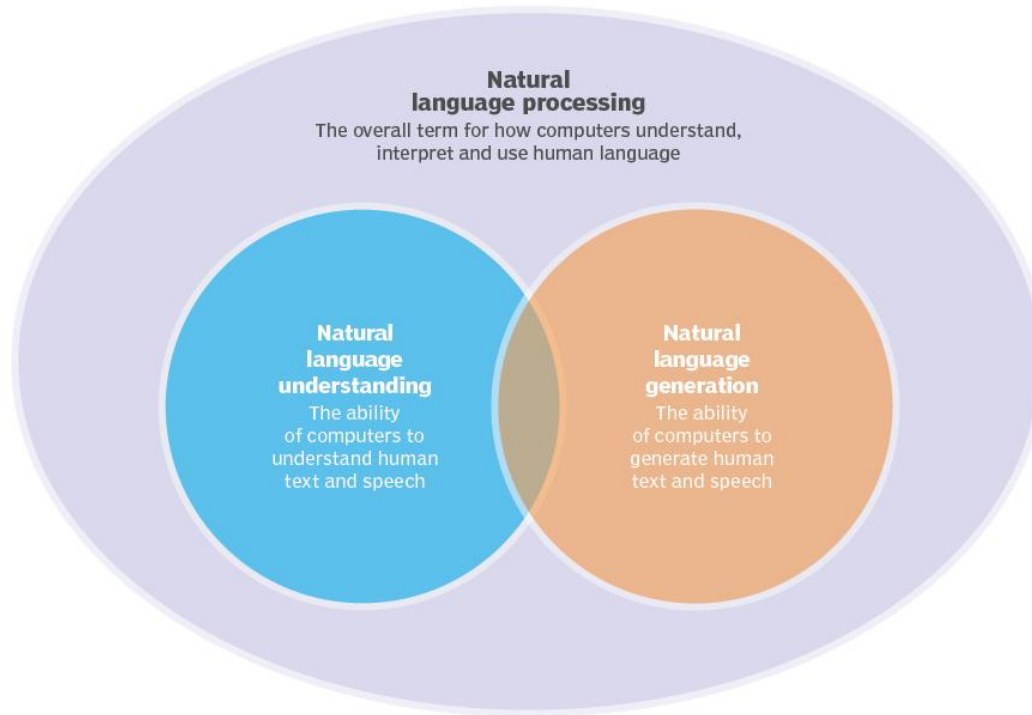 Natural
language processing
The overall term for how computers understand,
interpret and use human language
Natural
language
understanding
The ability
of computers to
understand human
text and speech
Natural
language
generation
The ability
of computers to
generate human
text and speech